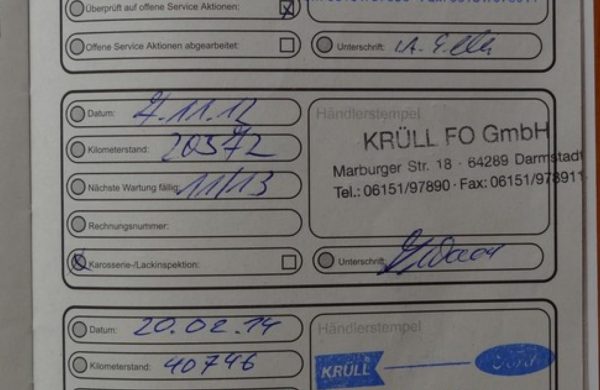 Überprüft auf offene Service Aktionen:
Offene Service Aktionen abgearbeitet:
Unterschrift:
Datum: 7.11.12
Händlerstempel
KRÜLL FO GmbH
Kilometerstand: 20372
Marburger Str. 18 · 64289 Darmstadt
Nächste Wartung fällig: 11/13
Tel.: 06151/97890 · Fax: 06151/978911
Rechnungsnummer:
Karosserie-/Lackinspektion:
Unterschrift:
Datum: 20.02.14
Händlerstempel
Kilometerstand: 40746
KRÜLL
Ford